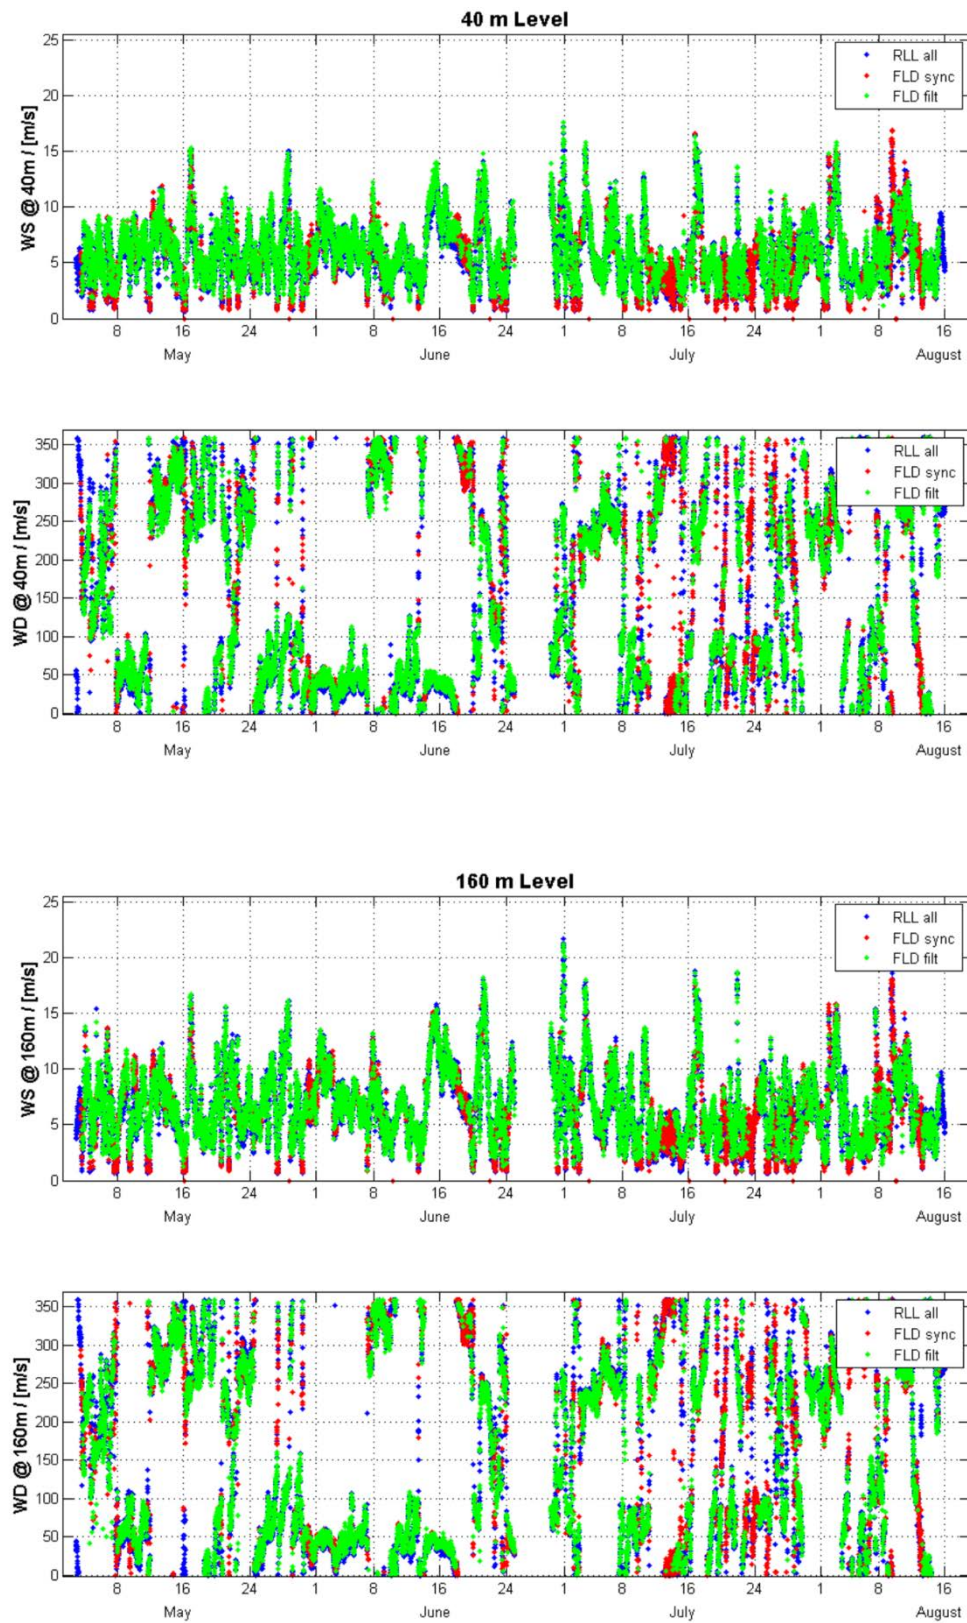 40 m Level
WS @ 40m / [m/s]
25
20
15
10
5
0
RLL all
FLD sync
FLD filt
8 16 24 1 8 16 24 1 8 16 24 1 8 16
May June July August
WD @ 40m / [m/s]
350
300
250
200
150
100
50
0
RLL all
FLD sync
FLD filt
8 16 24 1 8 16 24 1 8 16 24 1 8 16
May June July August
160 m Level
WS @ 160m / [m/s]
25
20
15
10
5
0
RLL all
FLD sync
FLD filt
8 16 24 1 8 16 24 1 8 16 24 1 8 16
May June July August
WD @ 160m / [m/s]
350
300
250
200
150
100
50
0
RLL all
FLD sync
FLD filt
8 16 24 1 8 16 24 1 8 16 24 1 8 16
May June July August